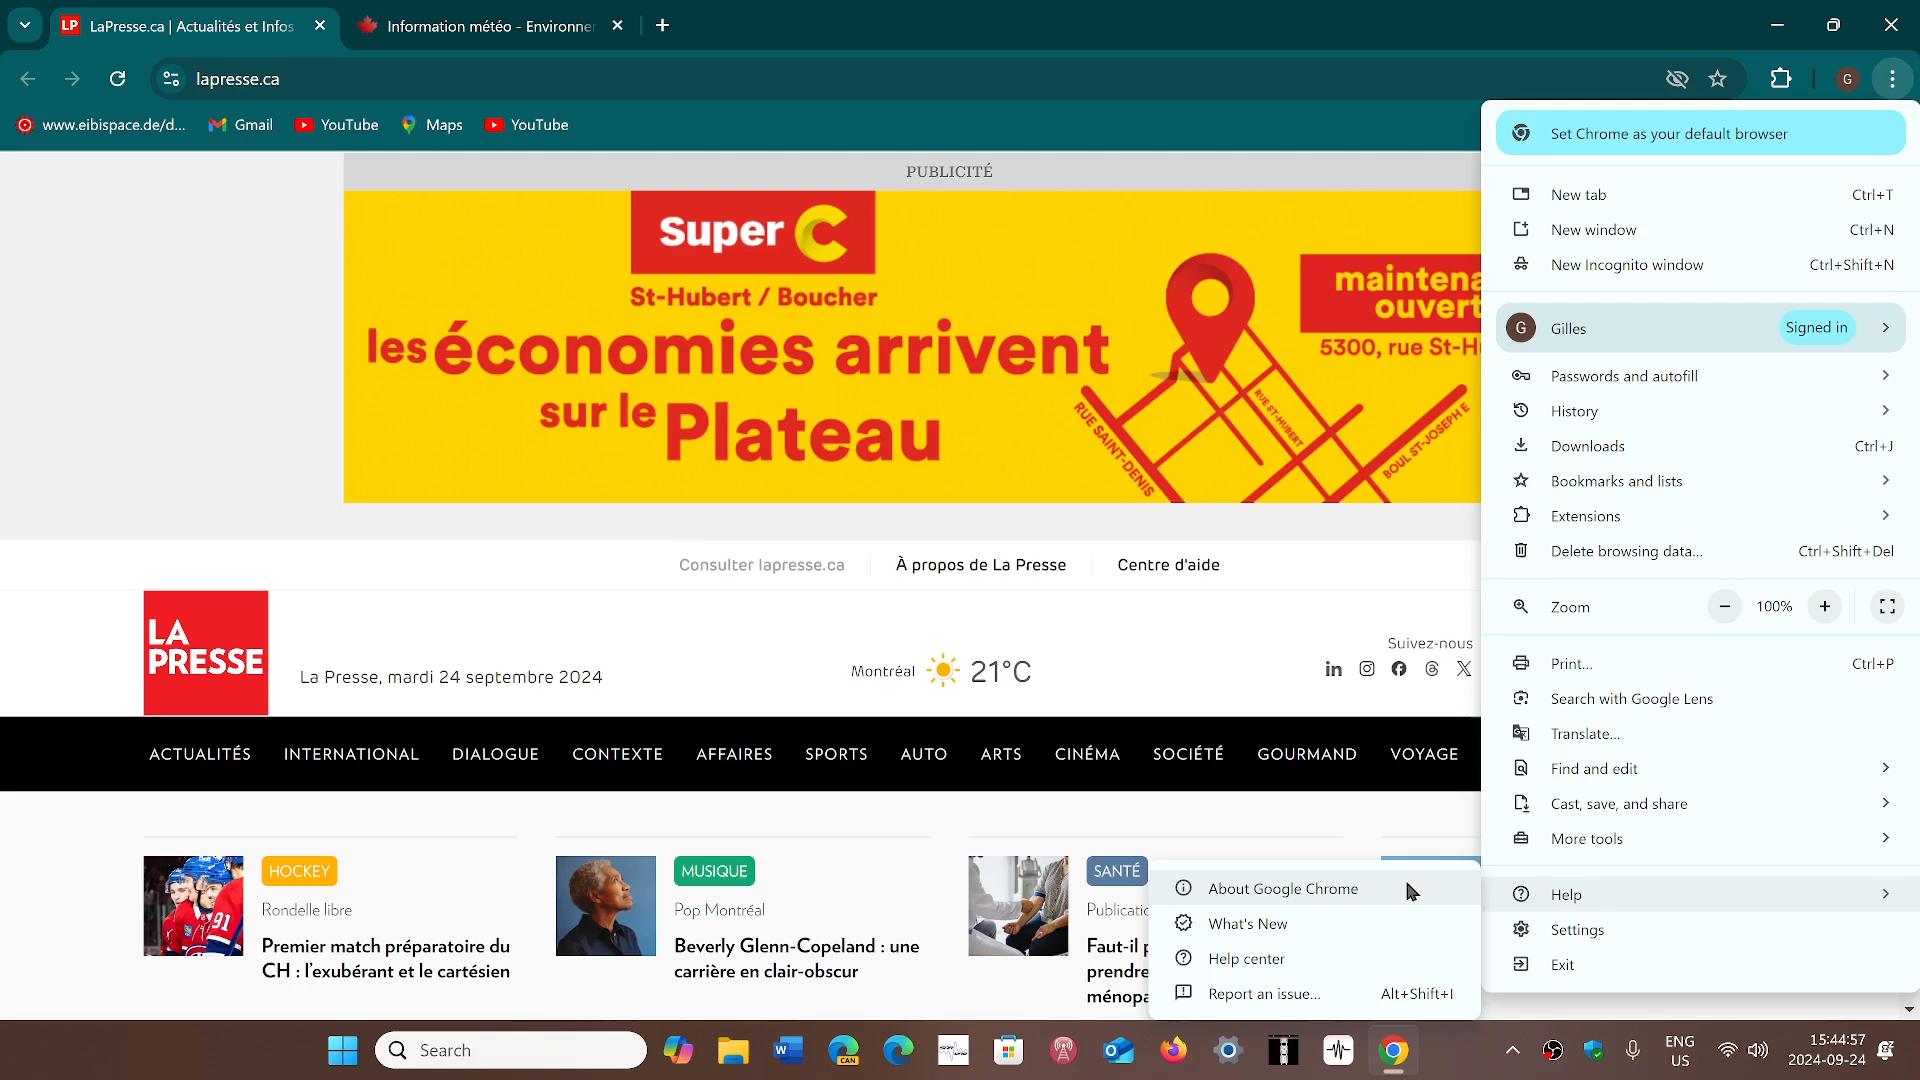 LP LaPresse.ca | Actualités et Infos
Information météo - Environner
lapresse.ca
G
www.eibispace.de/d...
Gmail
YouTube
Maps
YouTube
PUBLICITÉ
Super C
St-Hubert / Boucher
les économies arrivent
sur le Plateau
maintena
ouvert
5300, rue St-H
RUE SAINT-DENIS
RUE ST-HUBERT
BOUL ST-JOSEPH E
Consulter lapresse.ca
À propos de La Presse
Centre d'aide
LA
PRESSE
La Presse, mardi 24 septembre 2024
Montréal 21°C
Suivez-nous
ACTUALITÉS INTERNATIONAL DIALOGUE CONTEXTE AFFAIRES SPORTS AUTO ARTS CINÉMA SOCIÉTÉ GOURMAND VOYAGE
91
HOCKEY
Rondelle libre
Premier match préparatoire du
CH : l'exubérant et le cartésien
MUSIQUE
Pop Montréal
Beverly Glenn-Copeland : une
carrière en clair-obscur
SANTÉ
Publicatio
Faut-il p
prendre
ménopa
Set Chrome as your default browser
New tab Ctrl+T
New window Ctrl+N
New Incognito window Ctrl+Shift+N
G Gilles Signed in
Passwords and autofill
History
Downloads Ctrl+J
Bookmarks and lists
Extensions
Delete browsing data... Ctrl+Shift+Del
Zoom − 100% +
Print... Ctrl+P
Search with Google Lens
Translate...
Find and edit
Cast, save, and share
More tools
Help
Settings
Exit
About Google Chrome
What's New
Help center
Report an issue... Alt+Shift+I
Search
CAN
ENG
US
15:44:57
2024-09-24